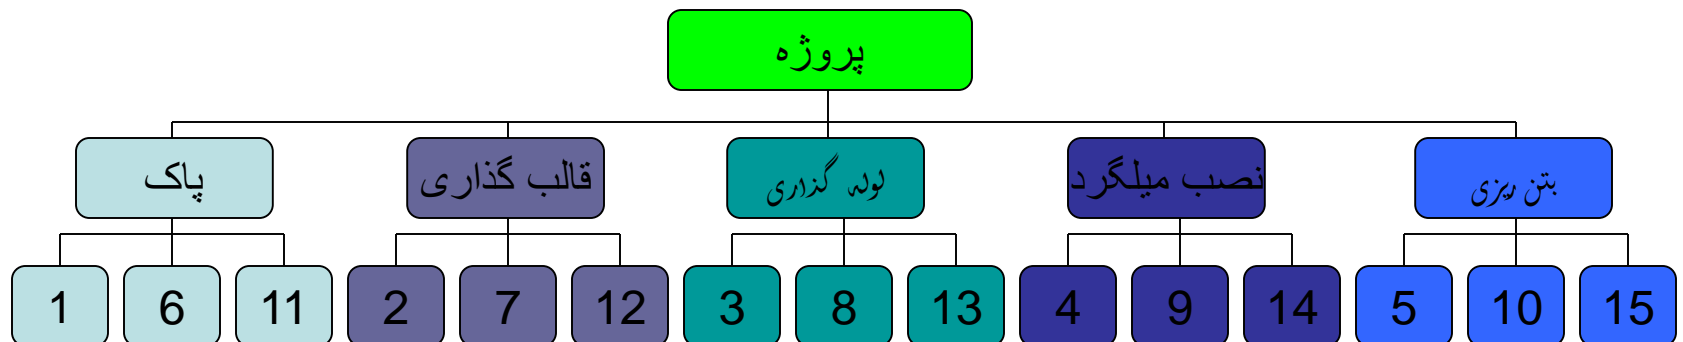 پروژه
پاک
قالب گذاری
لوله گذاری
نصب میلگرد
بتن ریزی
1 6 11 2 7 12 3 8 13 4 9 14 5 10 15